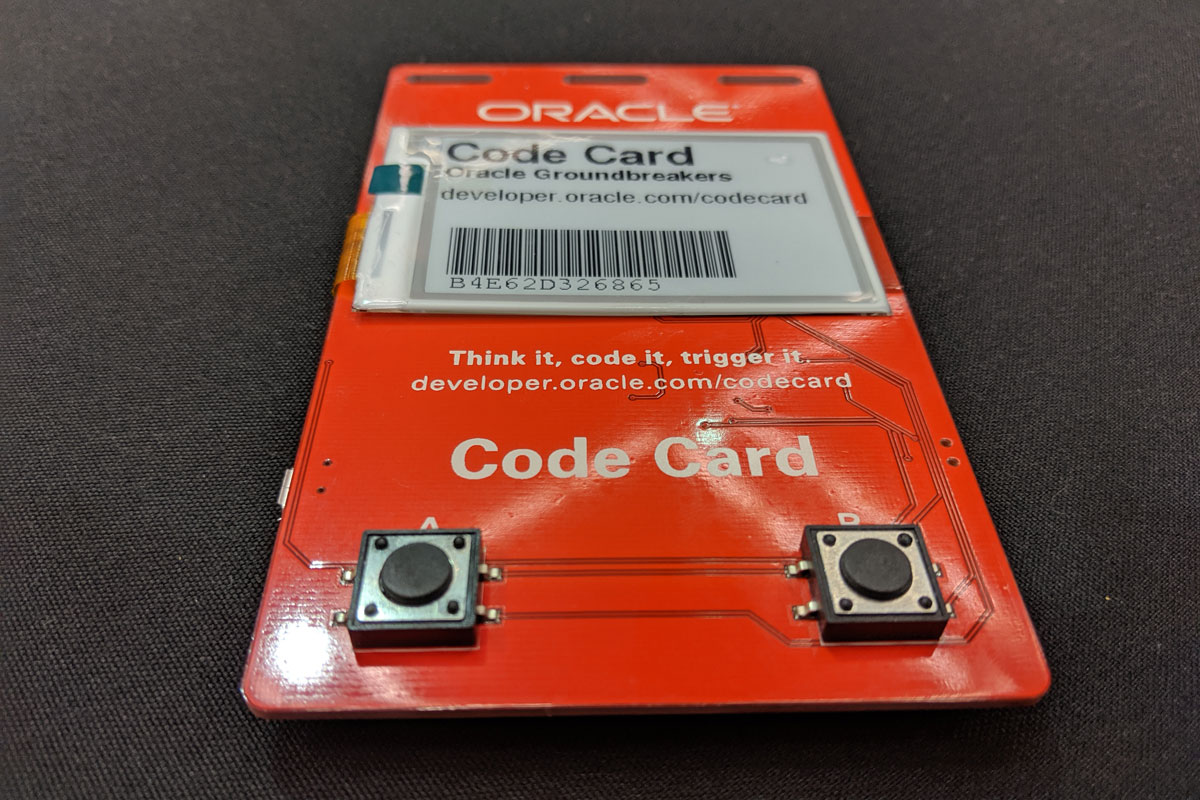 ORACLE
Code Card
Oracle Groundbreakers
developer.oracle.com/codecard
B4E62D326865
Think it, code it, trigger it.
developer.oracle.com/codecard
Code Card
A B